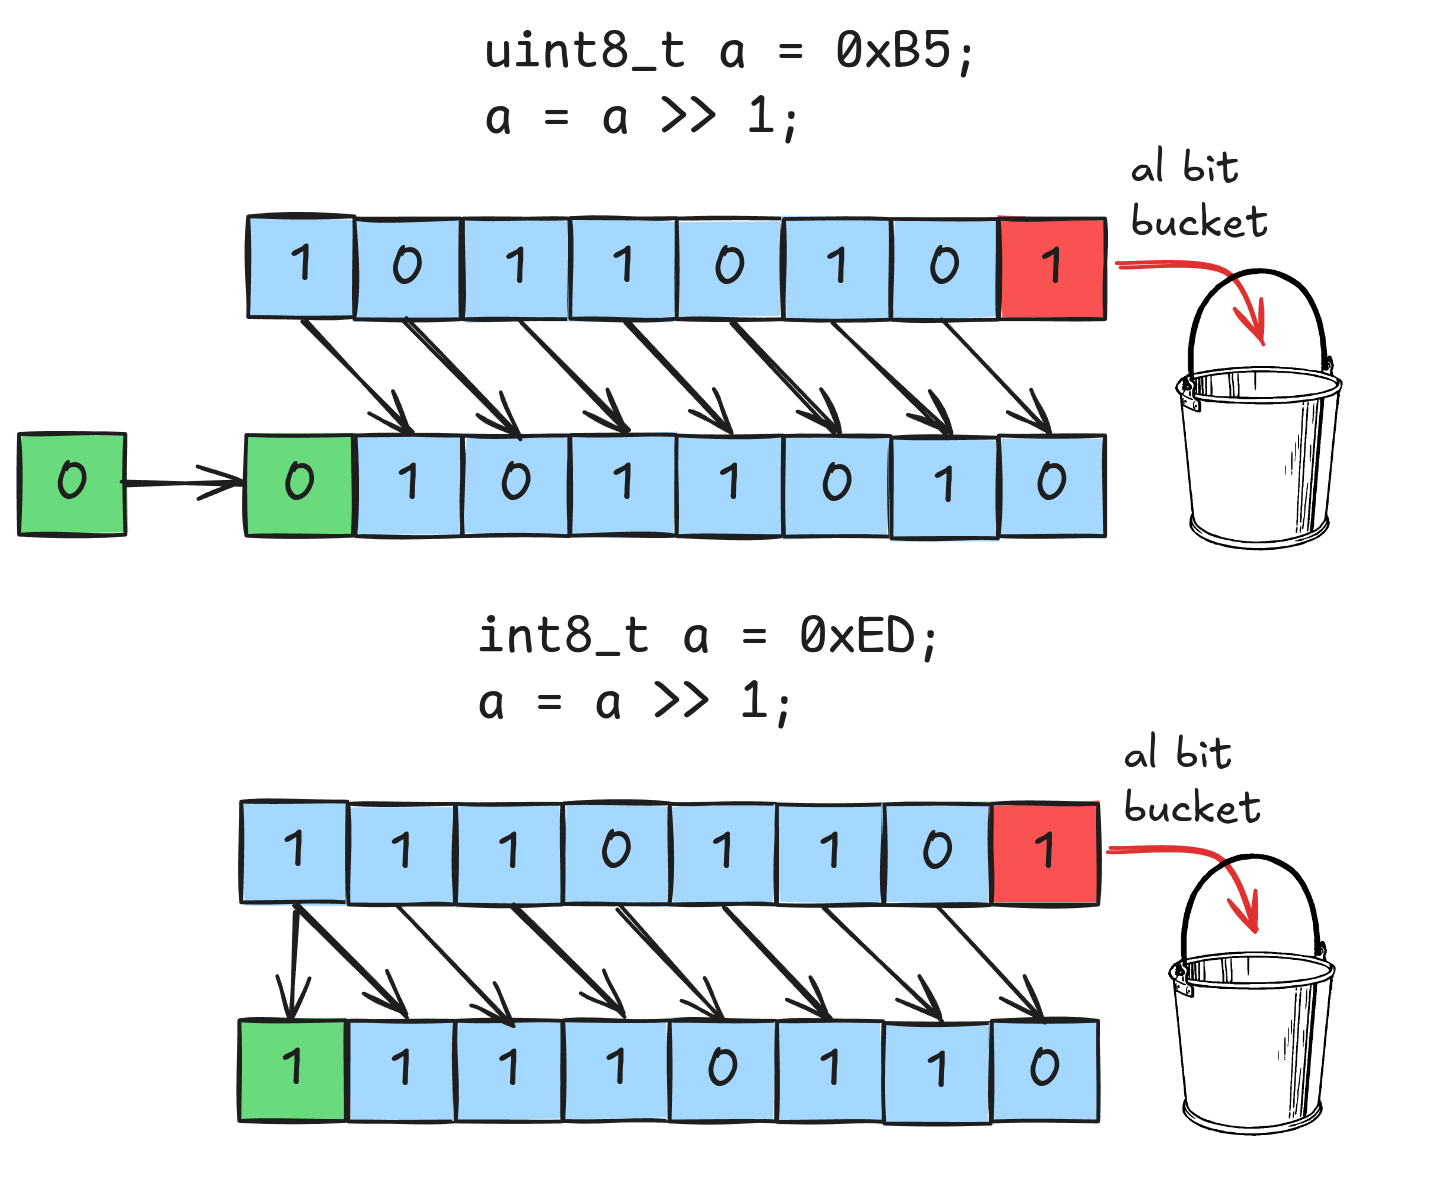 uint8_t a = 0xB5;
a = a >> 1;
al bit
bucket
1 0 1 1 0 1 0 1
0 0 1 0 1 1 0 1 0
int8_t a = 0xED;
a = a >> 1;
al bit
bucket
1 1 1 0 1 1 0 1
1 1 1 1 0 1 1 0